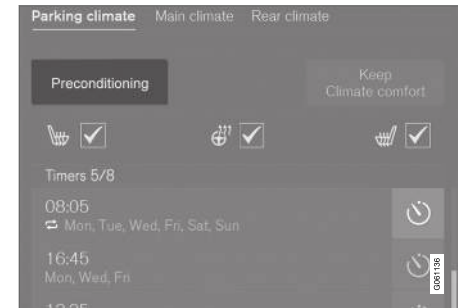 Parking climate Main climate Rear climate
Preconditioning
Keep
Climate comfort
Timers 5/8
08:05
Mon, Tue, Wed, Fri, Sat, Sun
16:45
Mon, Wed, Fri
G061136